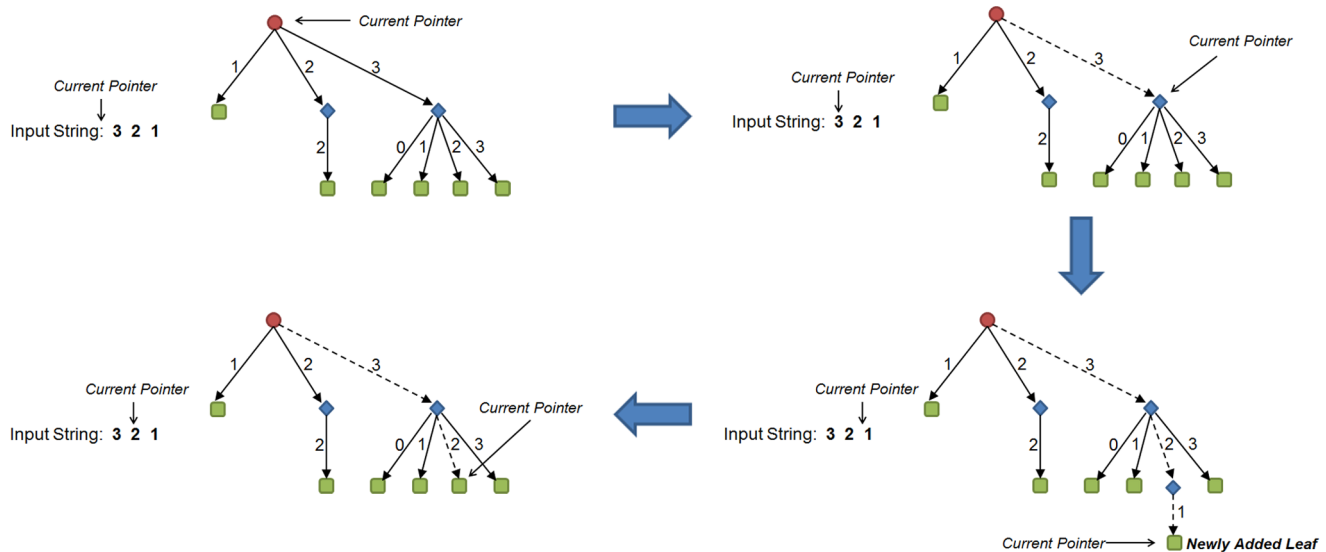 Current Pointer
1
2
3
Current Pointer
Input String: 3 2 1
2
0
1
2
3
Current Pointer
1
2
3
Current Pointer
Input String: 3 2 1
2
0
1
2
3
1
2
3
Current Pointer
Current Pointer
Input String: 3 2 1
2
0
1
2
3
1
2
3
Current Pointer
Input String: 3 2 1
2
0
1
2
3
1
Current Pointer
Newly Added Leaf